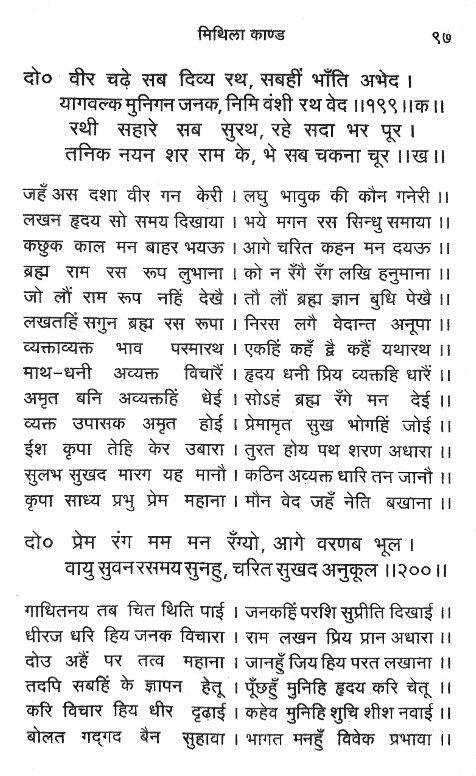 मिथिला काण्ड ९७
दो० वीर चढ़े सब दिव्य रथ, सबहीं भाँति अभेद ।
यागवल्क मुनिगन जनक, निमि वंशी रथ वेद ।।१९९।।क।।
रथी सहारे सब सुरथ, रहे सदा भर पूर ।
तनिक नयन शर राम के, भे सब चकना चूर ।।ख।।
जहँ अस दशा वीर गन केरी । लघु भावुक की कौन गनेरी ।।
लखन हृदय सो समय दिखाया । भये मगन रस सिन्धु समाया ।।
कछुक काल मन बाहर भयऊ । आगे चरित कहन मन दयऊ ।।
ब्रह्म राम रस रूप लुभाना । को न रँगै रँग लखि हनुमाना ।।
जो लौं राम रूप नहिं देखै । तौ लौं ब्रह्म ज्ञान बुधि पेखै ।।
लखतहिं सगुन ब्रह्म रस रूपा । निरस लगै वेदान्त अनूपा ।।
व्यक्ताव्यक्त भाव परमारथ । एकहिं कहँ द्वै कहैं यथारथ ।।
माथ-धनी अव्यक्त विचारैं । हृदय धनी प्रिय व्यक्तहि धारैं ।।
अमृत बनि अव्यक्तहिं धेई । सोऽहं ब्रह्म रँगे मन देई ।।
व्यक्त उपासक अमृत होई । प्रेमामृत सुख भोगहिं जोई ।।
ईश कृपा तेहि केर उबारा । तुरत होय पथ शरण अधारा ।।
सुलभ सुखद मारग यह मानौ । कठिन अव्यक्त धारि तन जानौ ।।
कृपा साध्य प्रभु प्रेम महाना । मौन वेद जहँ नेति बखाना ।।
दो० प्रेम रंग मम मन रँग्यो, आगे वरणब भूल ।
वायु सुवन रसमय सुनहु, चरित सुखद अनुकूल ।।२००।।
गाधितनय तब चित थिति पाई । जनकहिं परशि सुप्रीति दिखाई ।।
धीरज धरि हिय जनक विचारा । राम लखन प्रिय प्रान अधारा ।।
दोउ अहैं पर तत्व महाना । जानहुँ जिय हिय परत लखाना ।।
तदपि सबहिं के ज्ञापन हेतू । पूँछहुँ मुनिहि हृदय करि चेतू ।।
करि विचार हिय धीर दृढ़ाई । कहेव मुनिहिं शुचि शीश नवाई ।।
बोलत गद्‌गद बैन सुहावा । भागत मनहुँ विवेक प्रभावा ।।